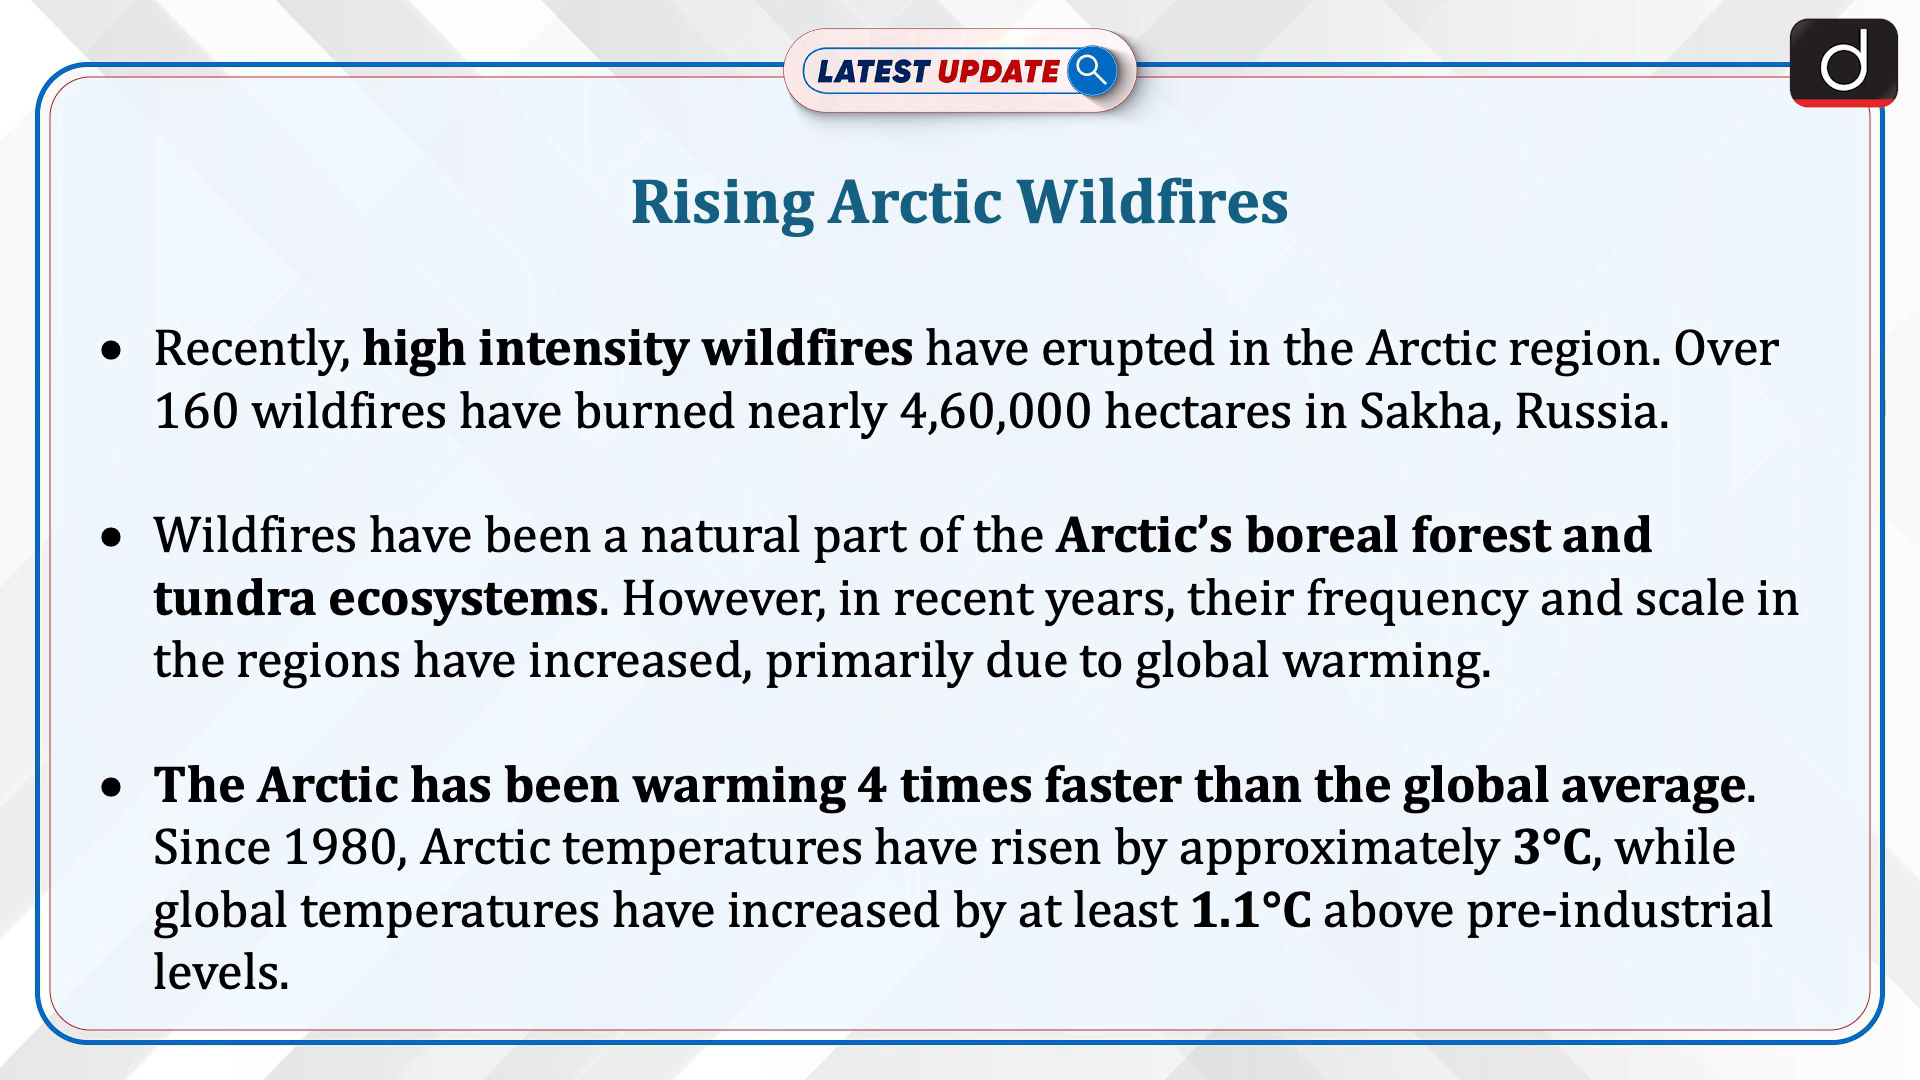 LATEST UPDATE
d
Rising Arctic Wildfires
• Recently, high intensity wildfires have erupted in the Arctic region. Over
160 wildfires have burned nearly 4,60,000 hectares in Sakha, Russia.
• Wildfires have been a natural part of the Arctic’s boreal forest and
tundra ecosystems. However, in recent years, their frequency and scale in
the regions have increased, primarily due to global warming.
• The Arctic has been warming 4 times faster than the global average.
Since 1980, Arctic temperatures have risen by approximately 3°C, while
global temperatures have increased by at least 1.1°C above pre-industrial
levels.